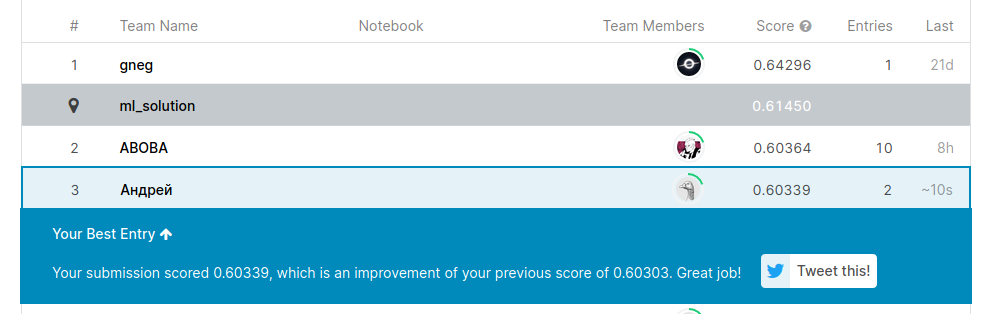 # Team Name Notebook Team Members Score Entries Last
1 gneg 0.64296 1 21d
ml_solution 0.61450
2 ABOBA 0.60364 10 8h
3 Андрей 0.60339 2 ~10s
Your Best Entry
Your submission scored 0.60339, which is an improvement of your previous score of 0.60303. Great job! Tweet this!